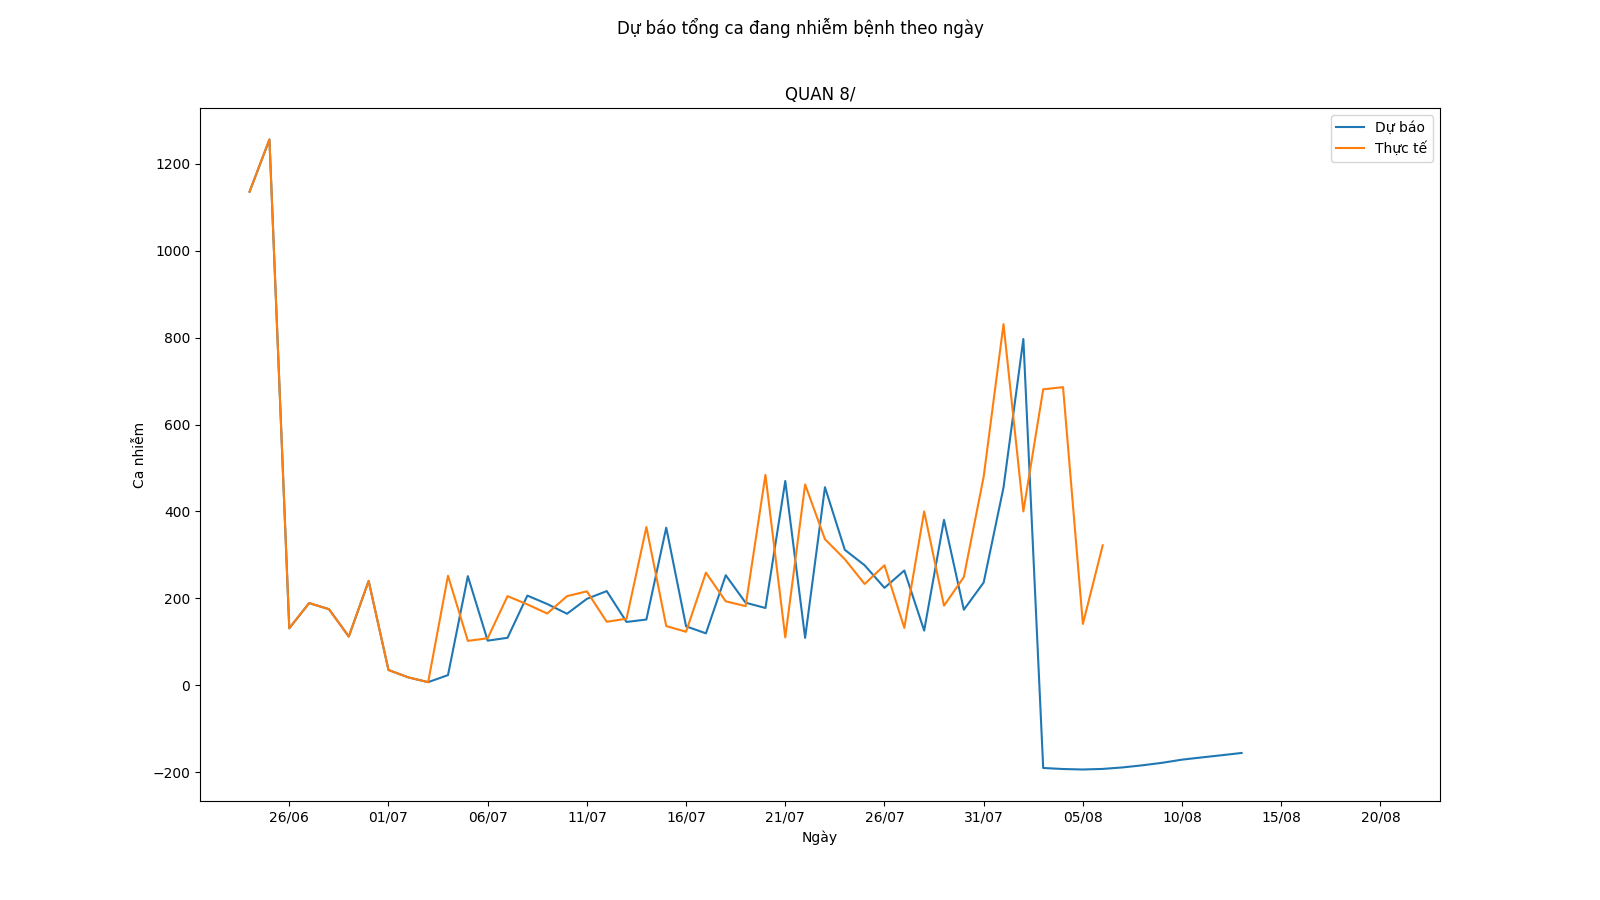 Dự báo tổng ca đang nhiễm bệnh theo ngày
QUAN 8/
Dự báo
Thực tế
1200
1000
800
600
400
200
0
−200
Ca nhiễm
26/06 01/07 06/07 11/07 16/07 21/07 26/07 31/07 05/08 10/08 15/08 20/08
Ngày